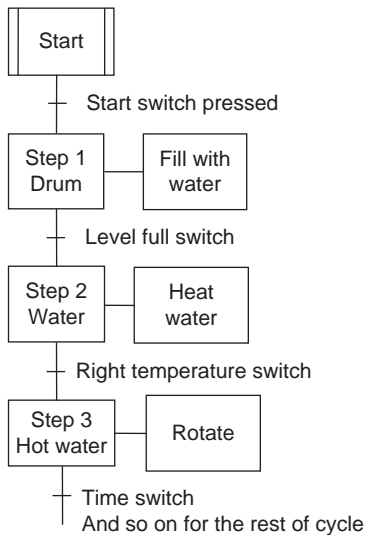 Start
Start switch pressed
Step 1
Drum
Fill with
water
Level full switch
Step 2
Water
Heat
water
Right temperature switch
Step 3
Hot water
Rotate
Time switch
And so on for the rest of cycle